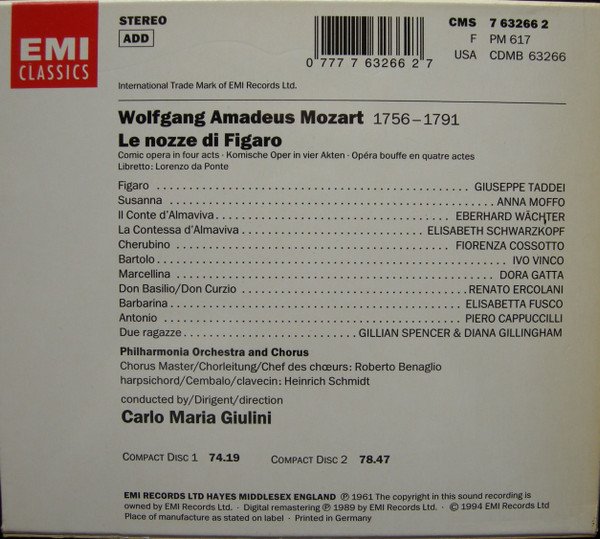 EMI
CLASSICS
STEREO
ADD
CMS 7 63266 2
F PM 617
USA CDMB 63266
0 7777 63266 2 7
International Trade Mark of EMI Records Ltd.
Wolfgang Amadeus Mozart 1756–1791
Le nozze di Figaro
Comic opera in four acts · Komische Oper in vier Akten · Opéra bouffe en quatre actes
Libretto: Lorenzo da Ponte
Figaro ........ GIUSEPPE TADDEI
Susanna ........ ANNA MOFFO
Il Conte d'Almaviva ........ EBERHARD WÄCHTER
La Contessa d'Almaviva ........ ELISABETH SCHWARZKOPF
Cherubino ........ FIORENZA COSSOTTO
Bartolo ........ IVO VINCO
Marcellina ........ DORA GATTA
Don Basilio/Don Curzio ........ RENATO ERCOLANI
Barbarina ........ ELISABETTA FUSCO
Antonio ........ PIERO CAPPUCCILLI
Due ragazze ........ GILLIAN SPENCER & DIANA GILLINGHAM
Philharmonia Orchestra and Chorus
Chorus Master/Chorleitung/Chef des chœurs: Roberto Benaglio
harpsichord/Cembalo/clavecin: Heinrich Schmidt
conducted by/Dirigent/direction
Carlo Maria Giulini
COMPACT DISC 1 74.19 COMPACT DISC 2 78.47
EMI RECORDS LTD HAYES MIDDLESEX ENGLAND ℗ 1961 The copyright in this sound recording is
owned by EMI Records Ltd. · Digital remastering ℗ 1989 by EMI Records Ltd. · © 1994 EMI Records Ltd
Place of manufacture as stated on label · Printed in Germany